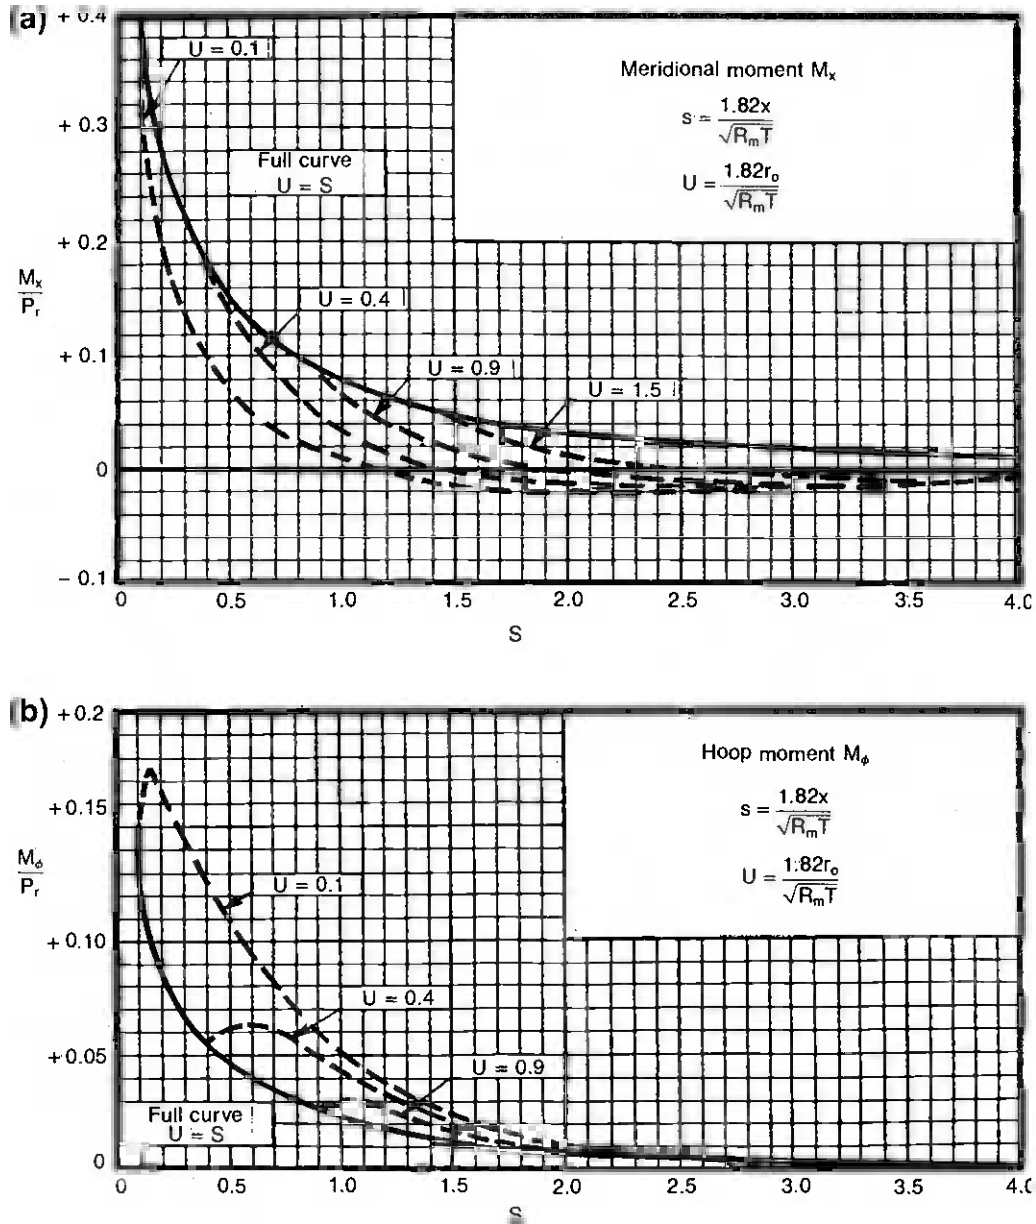 (a)
+ 0.4
+ 0.3
+ 0.2
+ 0.1
0
- 0.1
Mₓ
Pᵣ
U = 0.1
Full curve
U = S
U = 0.4
U = 0.9
U = 1.5
Meridional moment Mₓ
s = 1.82x / √RₘT
U = 1.82rₒ / √RₘT
0 0.5 1.0 1.5 2.0 2.5 3.0 3.5 4.0
S
(b)
+ 0.2
+ 0.15
+ 0.10
+ 0.05
0
M_ϕ
Pᵣ
U = 0.1
U = 0.4
U = 0.9
Full curve
U = S
Hoop moment M_ϕ
s = 1.82x / √RₘT
U = 1.82rₒ / √RₘT
0 0.5 1.0 1.5 2.0 2.5 3.0 3.5 4.0
S